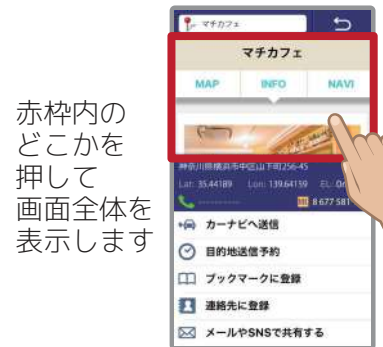 赤枠内の
どこかを
押して
画面全体を
表示します
マチカフェ
マチカフェ
MAP INFO NAVI
神奈川県横浜市中区山下町256-45
Lat: 35.44189 Lon: 139.64159 EL: 0m
8 677 581
カーナビへ送信
目的地送信予約
ブックマークに登録
連絡先に登録
メールやSNSで共有する